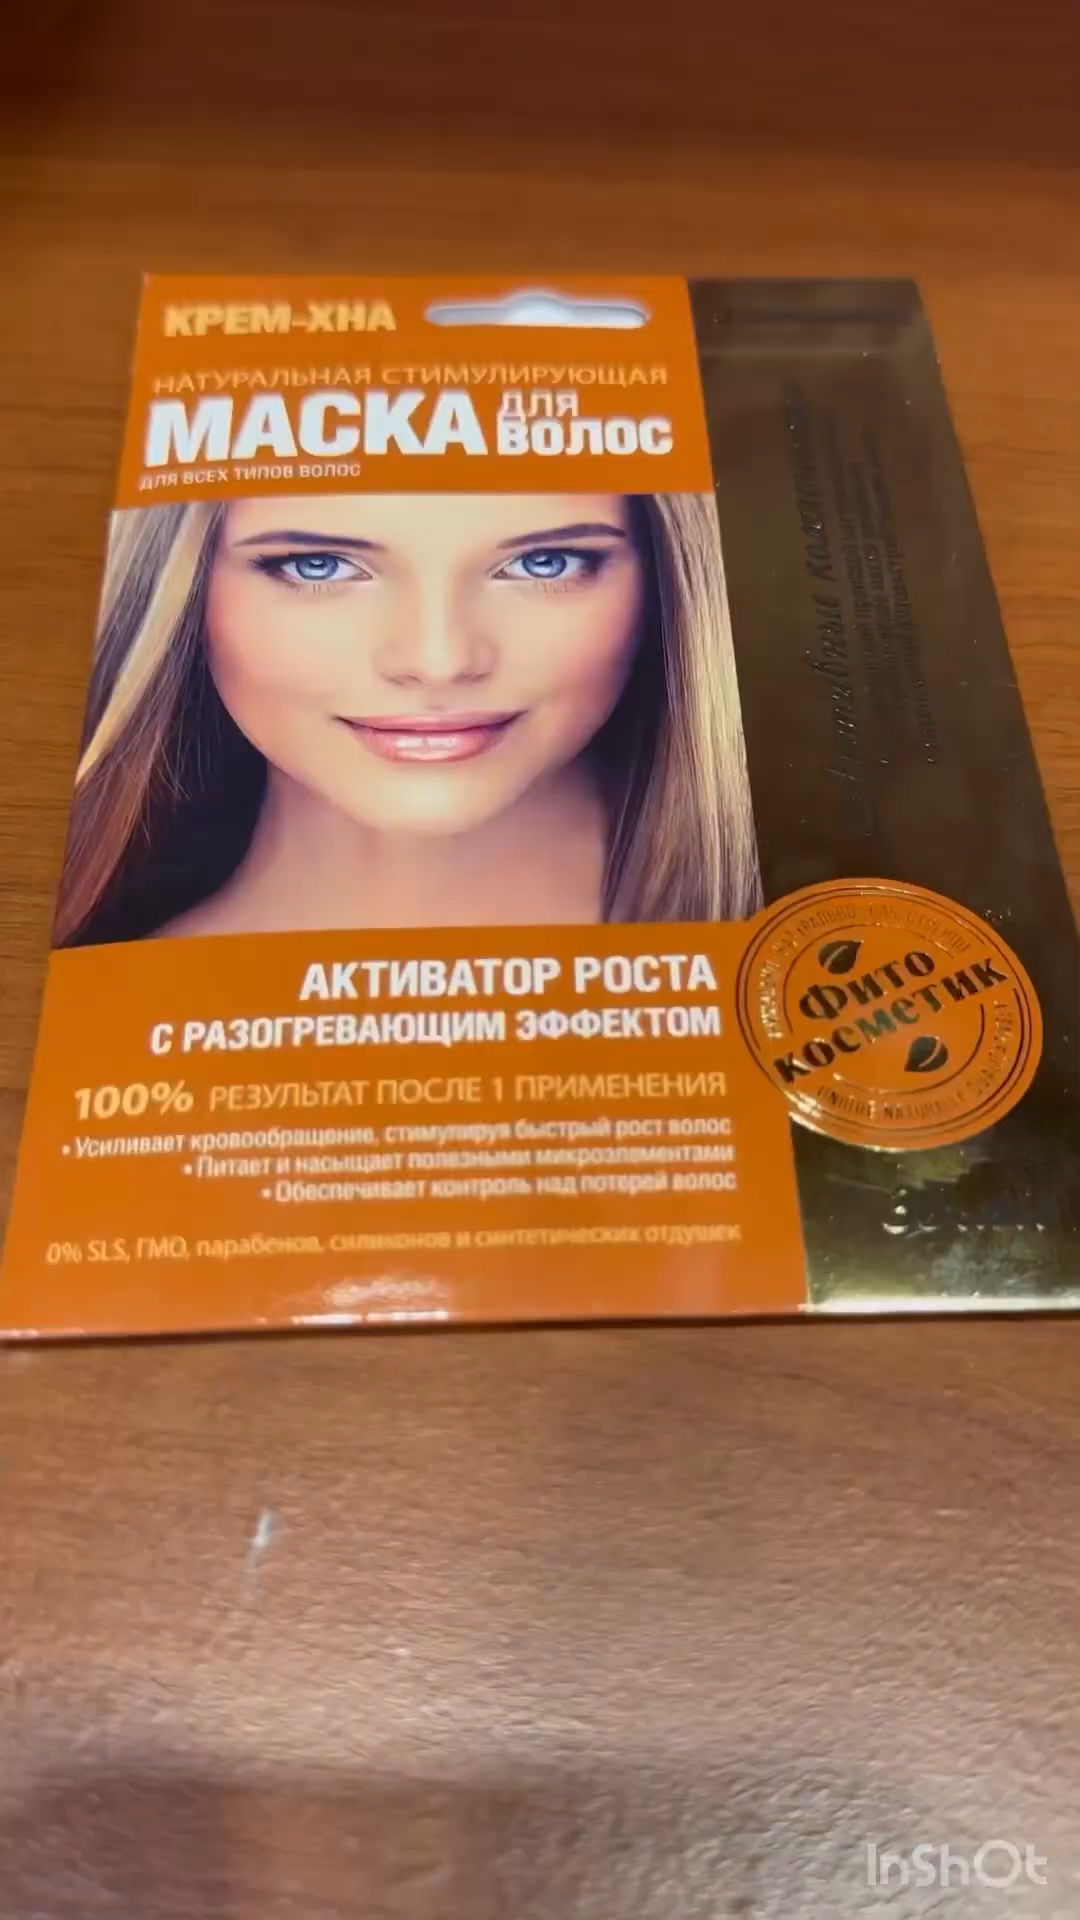 КРЕМ-ХНА
НАТУРАЛЬНАЯ СТИМУЛИРУЮЩАЯ
МАСКА ДЛЯ ВОЛОС
ДЛЯ ВСЕХ ТИПОВ ВОЛОС
АКТИВАТОР РОСТА
С РАЗОГРЕВАЮЩИМ ЭФФЕКТОМ
100% РЕЗУЛЬТАТ ПОСЛЕ 1 ПРИМЕНЕНИЯ
• Усиливает кровообращение, стимулируя быстрый рост волос
• Питает и насыщает полезными микроэлементами
• Обеспечивает контроль над потерей волос
0% SLS, ГМО, парабенов, силиконов и синтетических отдушек
Активные
ФИТО
КОСМЕТИК
InShOt